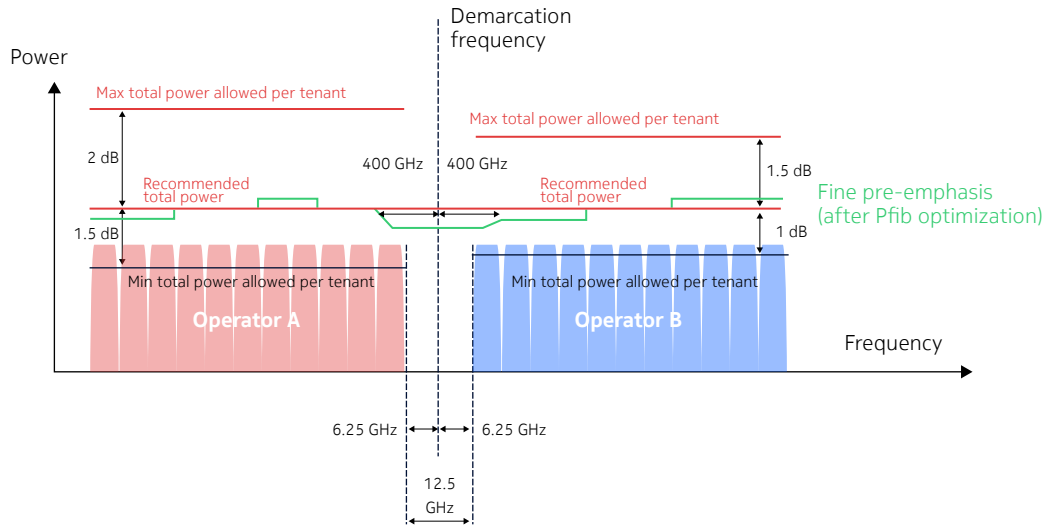 Demarcation
frequency
Power
Max total power allowed per tenant
Max total power allowed per tenant
2 dB
400 GHz
400 GHz
1.5 dB
Recommended
total power
Recommended
total power
Fine pre-emphasis
(after Pfib optimization)
1.5 dB
1 dB
Min total power allowed per tenant
Min total power allowed per tenant
Operator A
Operator B
Frequency
6.25 GHz
6.25 GHz
12.5
GHz